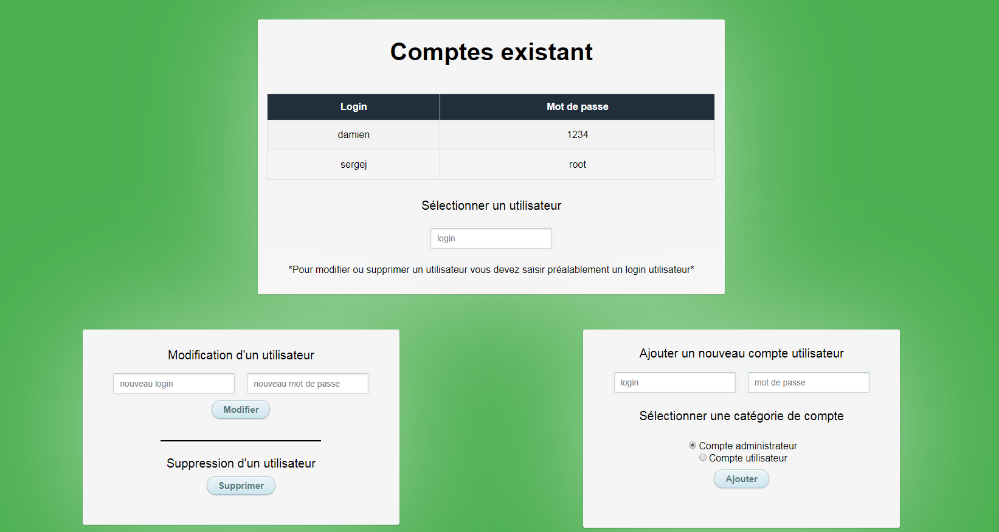 Comptes existant
Login Mot de passe
damien 1234
sergej root
Sélectionner un utilisateur
login
*Pour modifier ou supprimer un utilisateur vous devez saisir préalablement un login utilisateur*
Modification d'un utilisateur
nouveau login nouveau mot de passe
Modifier
Suppression d'un utilisateur
Supprimer
Ajouter un nouveau compte utilisateur
login mot de passe
Sélectionner une catégorie de compte
Compte administrateur
Compte utilisateur
Ajouter